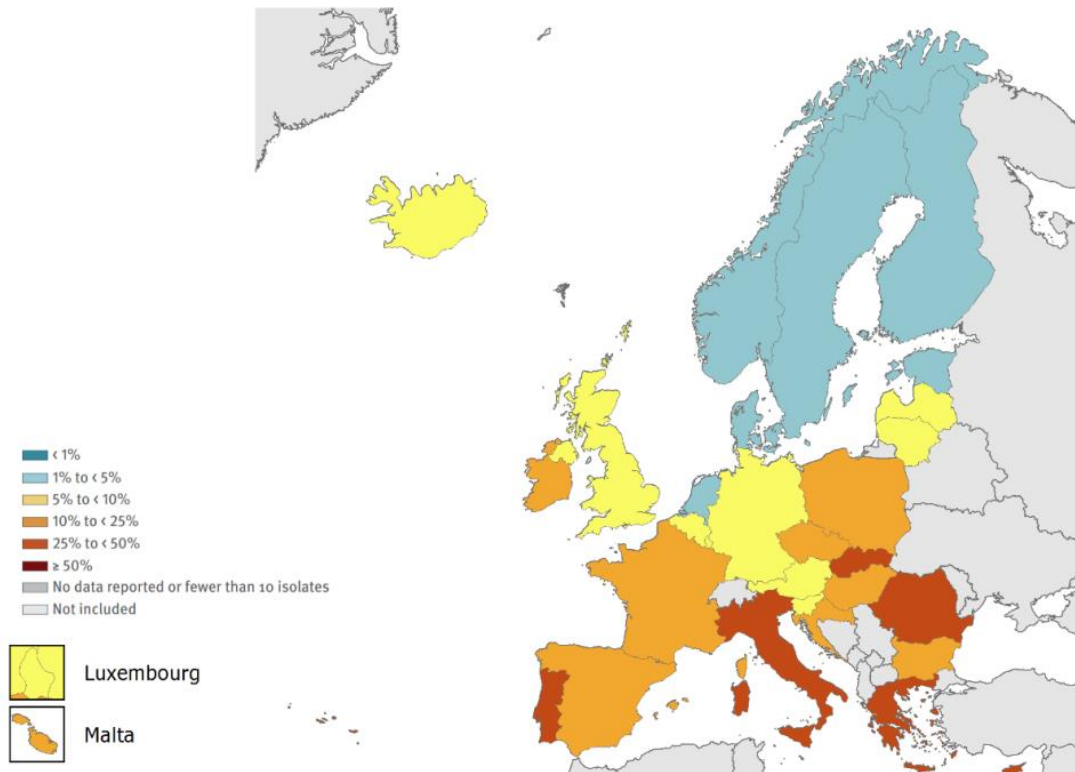 < 1%
1% to < 5%
5% to < 10%
10% to < 25%
25% to < 50%
≥ 50%
No data reported or fewer than 10 isolates
Not included
Luxembourg
Malta